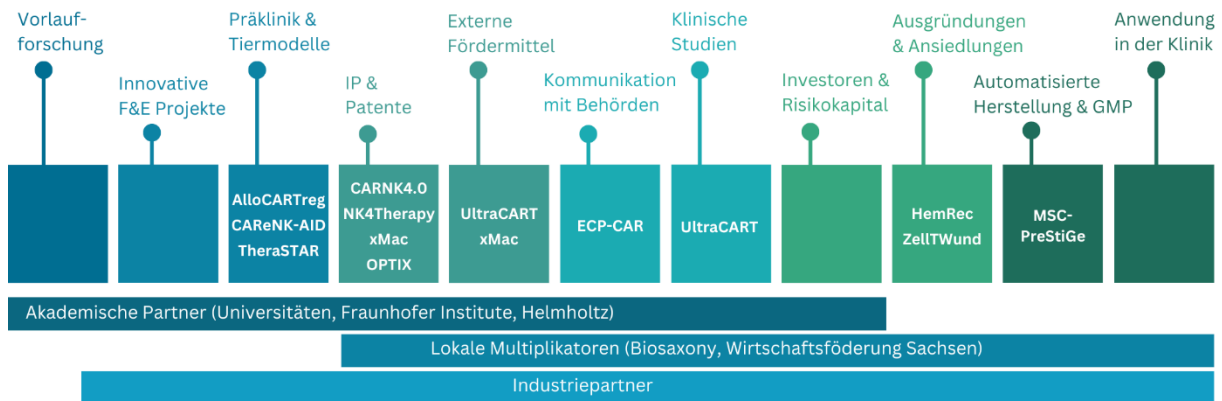 Vorlauf-
forschung
Innovative
F&E Projekte
Präklinik &
Tiermodelle
IP &
Patente
Externe
Fördermittel
Kommunikation
mit Behörden
Klinische
Studien
Investoren &
Risikokapital
Ausgründungen
& Ansiedlungen
Automatisierte
Herstellung & GMP
Anwendung
in der Klinik
AlloCARTreg
CAReNK-AID
TheraSTAR
CARNK4.0
NK4Therapy
xMac
OPTIX
UltraCART
xMac
ECP-CAR
UltraCART
HemRec
ZellTWund
MSC-
PreStiGe
Akademische Partner (Universitäten, Fraunhofer Institute, Helmholtz)
Lokale Multiplikatoren (Biosaxony, Wirtschaftsföderung Sachsen)
Industriepartner